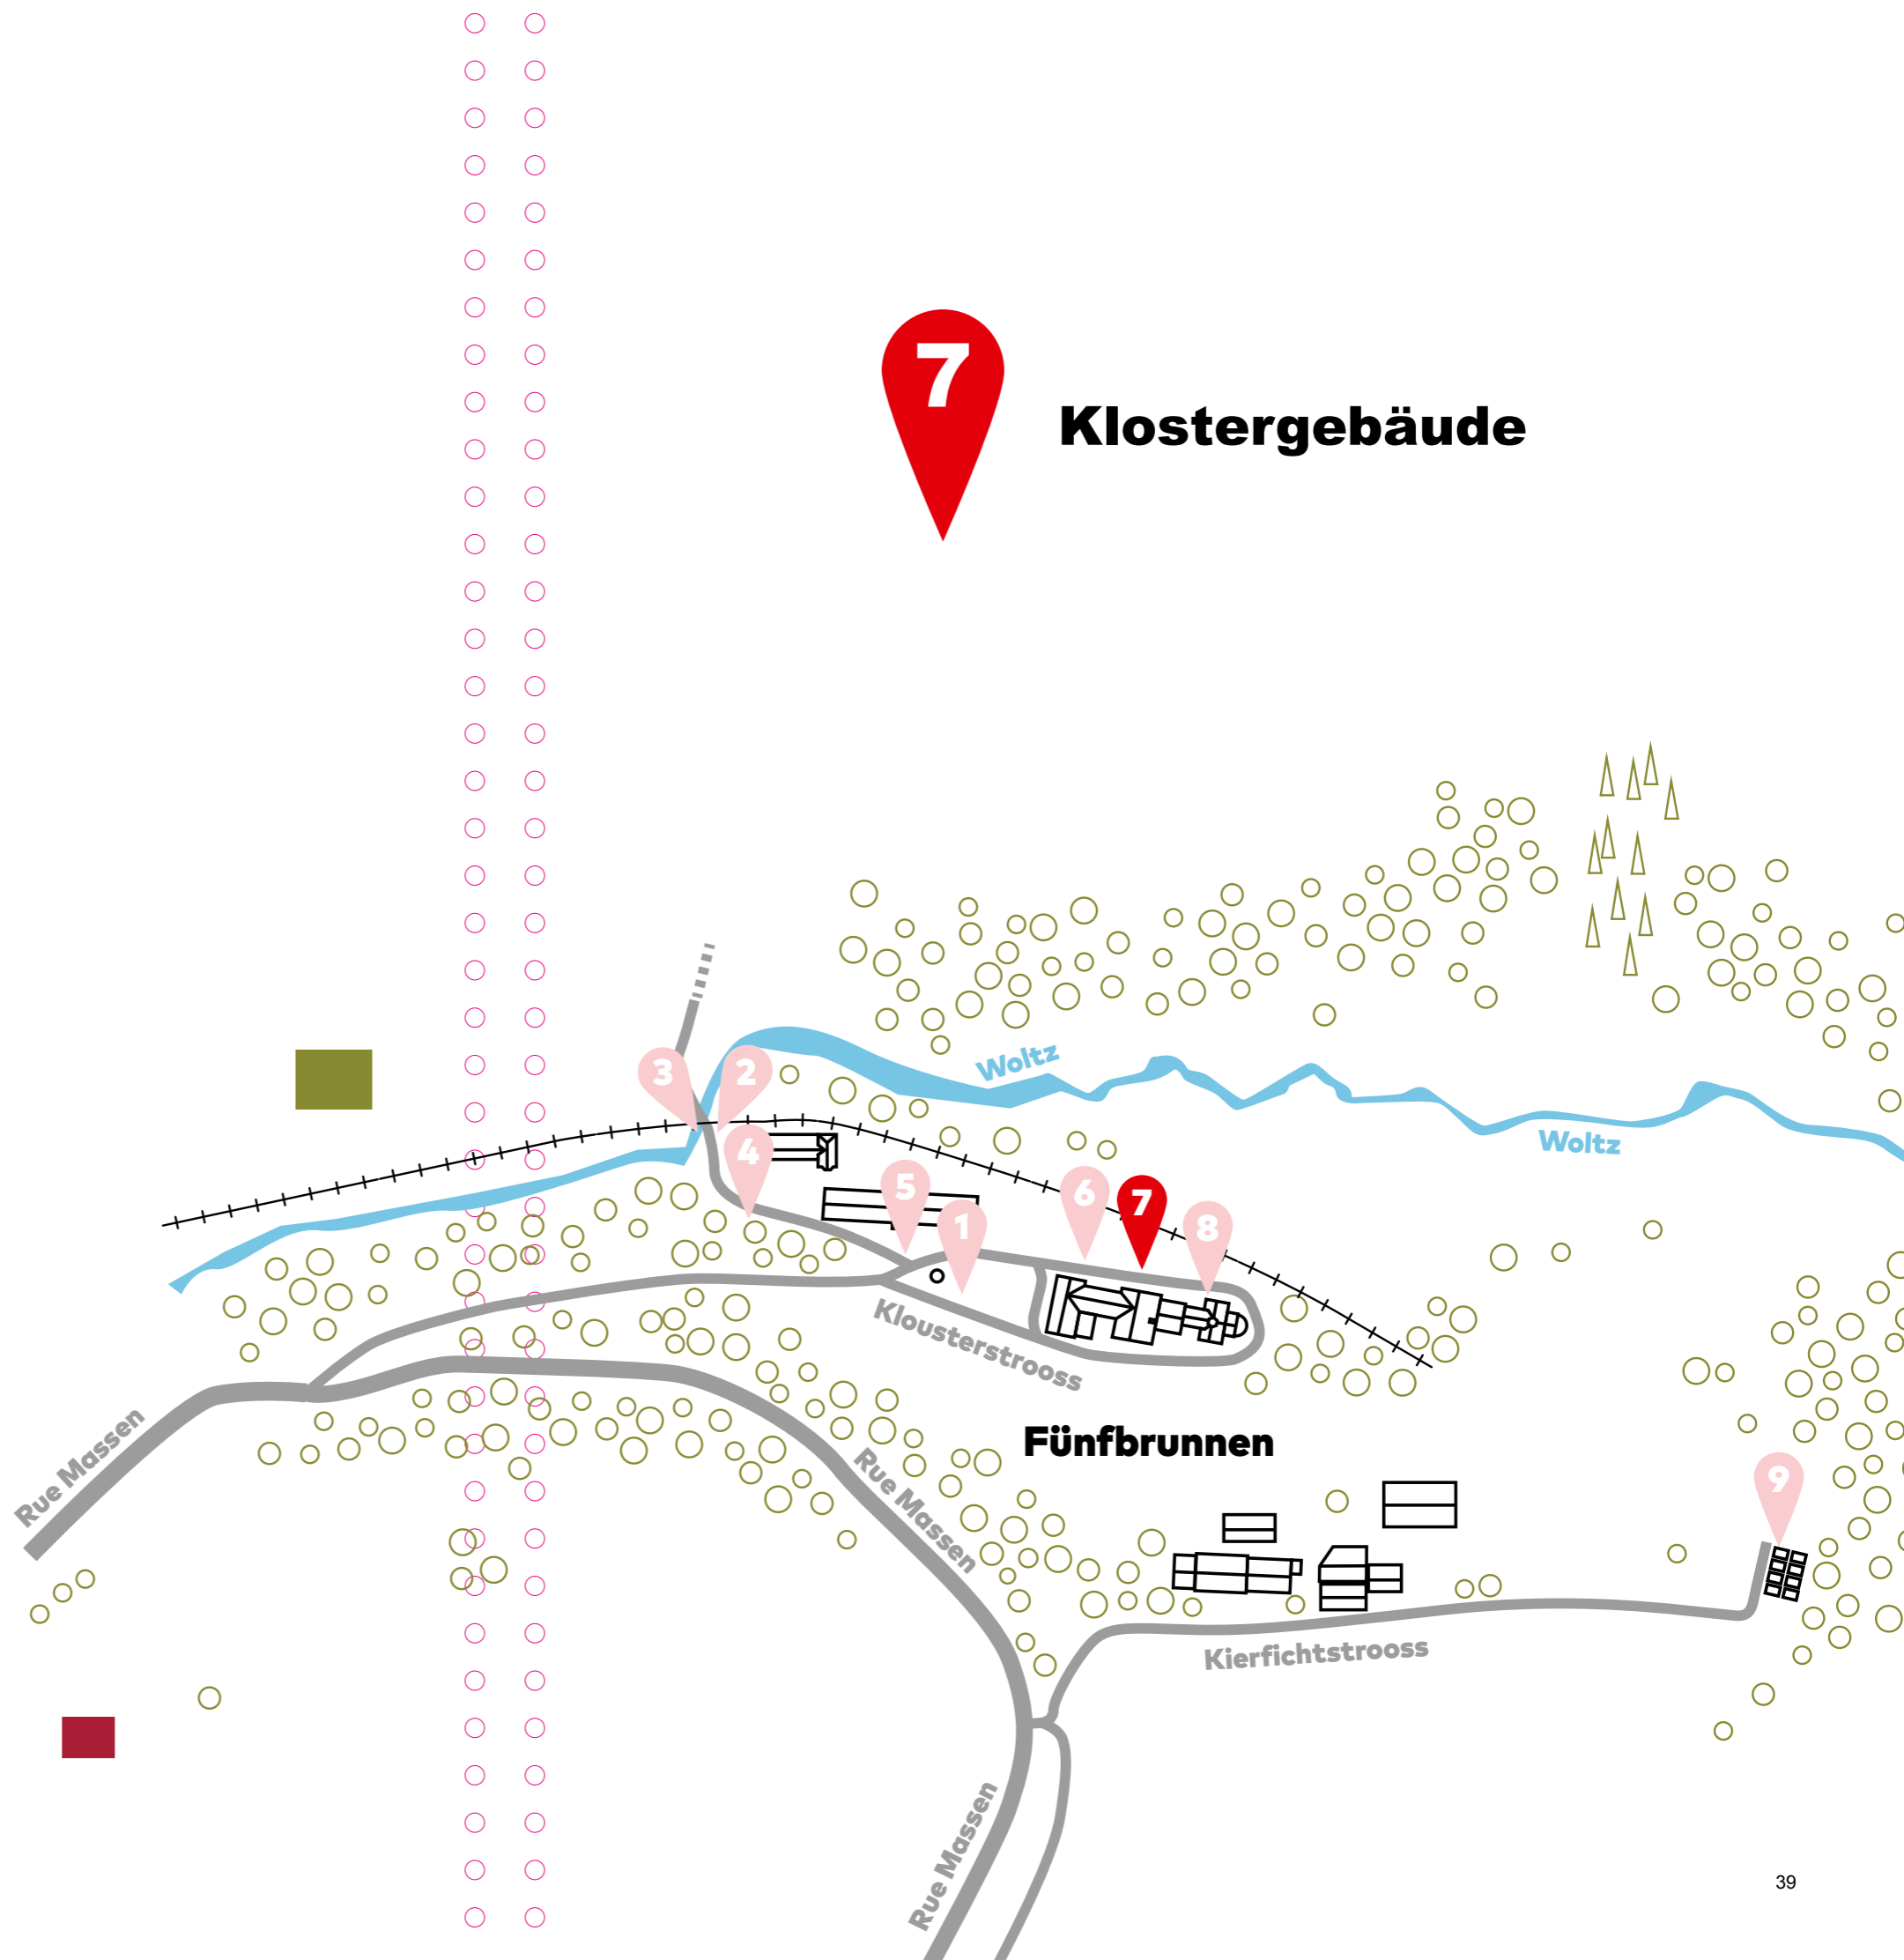 7
Klostergebäude
Woltz
3
2
Woltz
4
5
6
7
1
8
Klousterstrooss
Fünfbrunnen
Rue Massen
Rue Massen
9
Kierfichtstrooss
Rue Massen
39